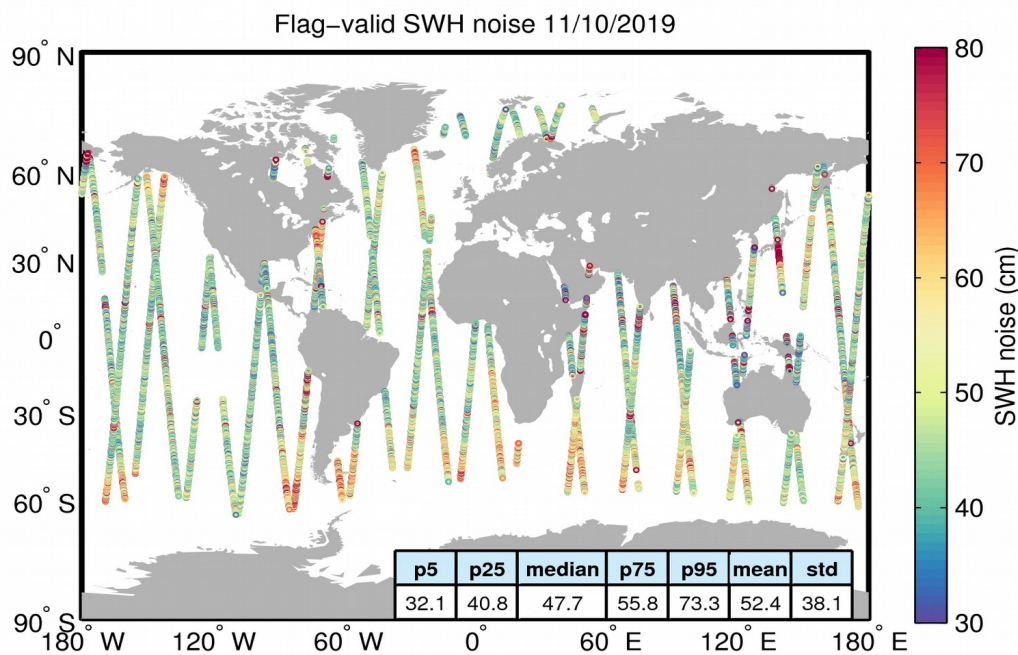 Flag−valid SWH noise 11/10/2019
90° N
60° N
30° N
0°
30° S
60° S
90° S
180° W
120° W
60° W
0°
60° E
120° E
180° E
80
70
60
50
40
30
SWH noise (cm)
p5 p25 median p75 p95 mean std
32.1 40.8 47.7 55.8 73.3 52.4 38.1